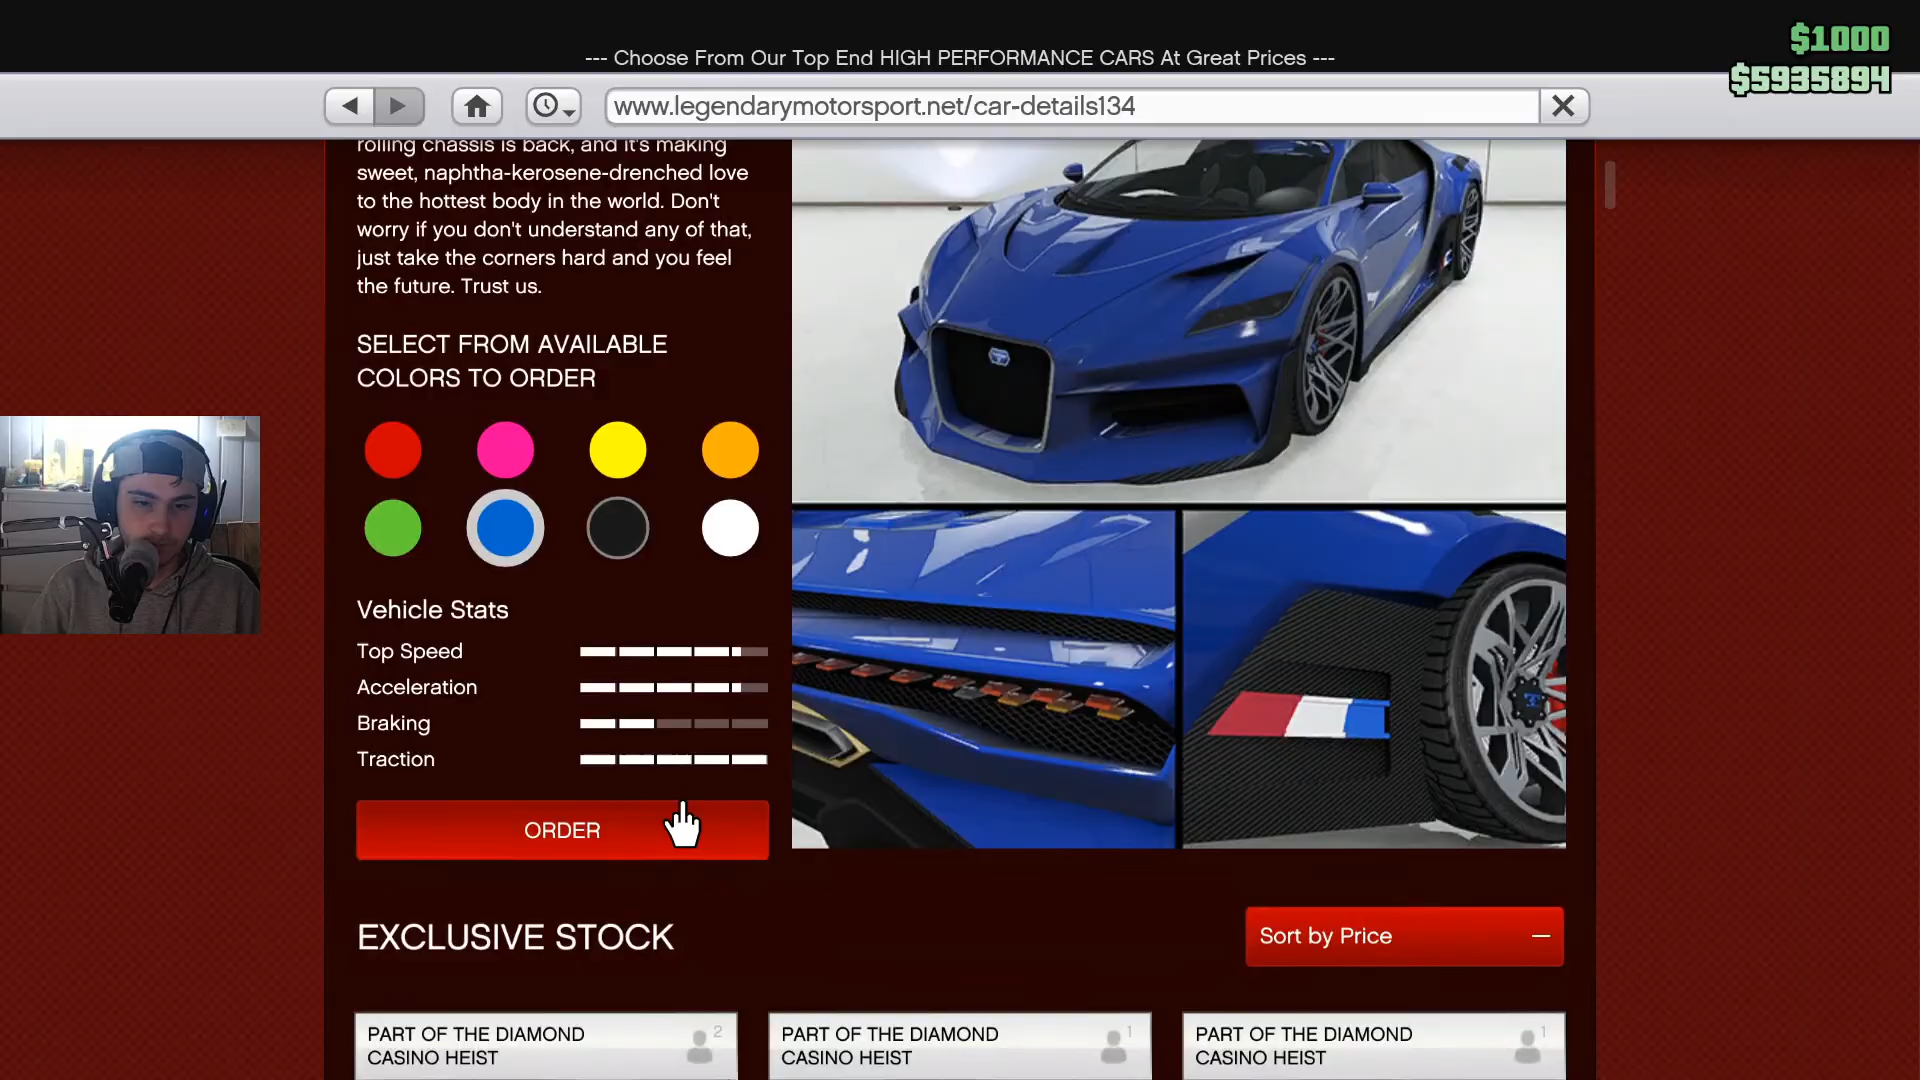 $1000
--- Choose From Our Top End HIGH PERFORMANCE CARS At Great Prices ---
$5935894
www.legendarymotorsport.net/car-details134
rolling chassis is back, and it's making
sweet, naphtha-kerosene-drenched love
to the hottest body in the world. Don't
worry if you don't understand any of that,
just take the corners hard and you feel
the future. Trust us.
SELECT FROM AVAILABLE
COLORS TO ORDER
Vehicle Stats
Top Speed
Acceleration
Braking
Traction
ORDER
EXCLUSIVE STOCK
Sort by Price
PART OF THE DIAMOND
CASINO HEIST
2
PART OF THE DIAMOND
CASINO HEIST
1
PART OF THE DIAMOND
CASINO HEIST
1